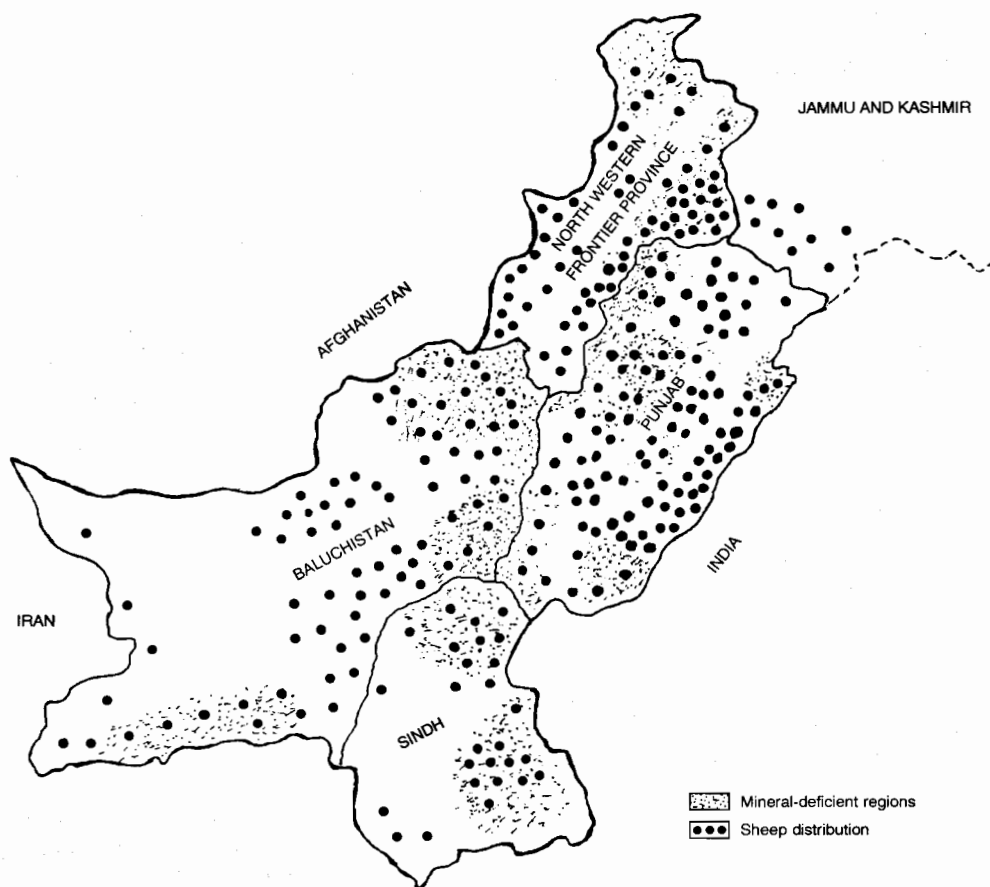 JAMMU AND KASHMIR
NORTH WESTERN
FRONTIER PROVINCE
AFGHANISTAN
PUNJAB
BALUCHISTAN
INDIA
IRAN
SINDH
Mineral-deficient regions
Sheep distribution